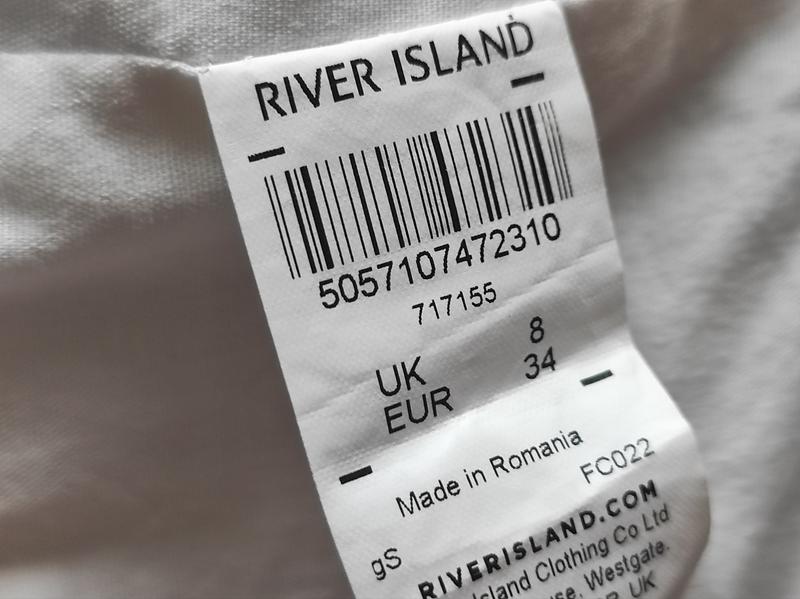 RIVER ISLAND
5057107472310
717155
UK 8
EUR 34
Made in Romania
FC022
gS
RIVERISLAND.COM
Island Clothing Co Ltd
Westgate.
UK